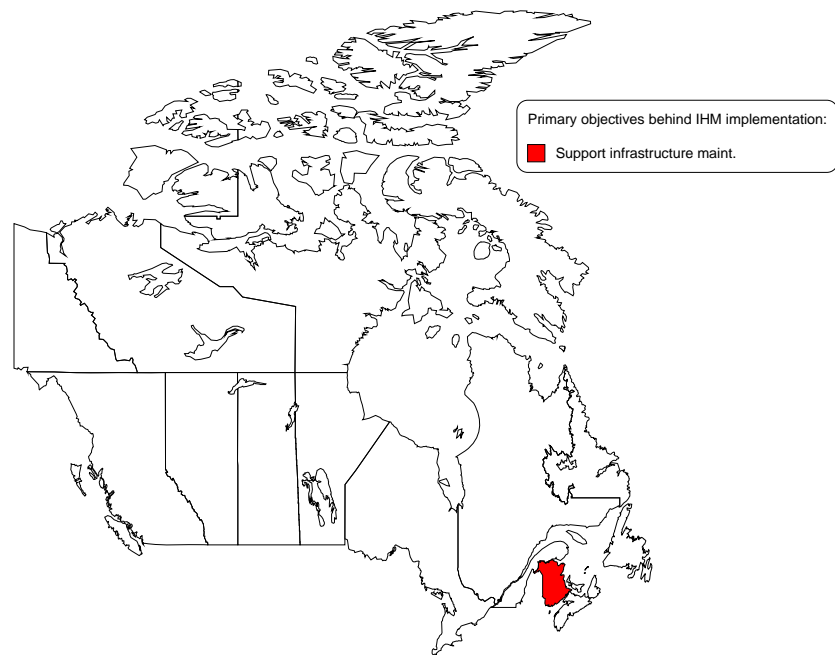 Primary objectives behind IHM implementation:
Support infrastructure maint.